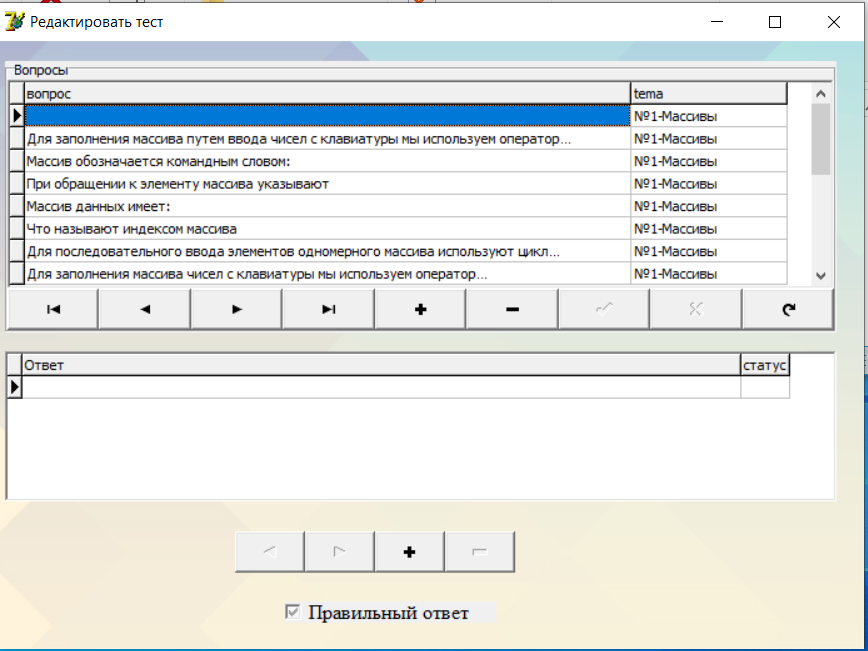 Редактировать тест
Вопросы
вопрос tema
№1-Массивы
Для заполнения массива путем ввода чисел с клавиатуры мы используем оператор... №1-Массивы
Массив обозначается командным словом: №1-Массивы
При обращении к элементу массива указывают №1-Массивы
Массив данных имеет: №1-Массивы
Что называют индексом массива №1-Массивы
Для последовательного ввода элементов одномерного массива используют цикл... №1-Массивы
Для заполнения массива чисел с клавиатуры мы используем оператор... №1-Массивы
Ответ статус
Правильный ответ